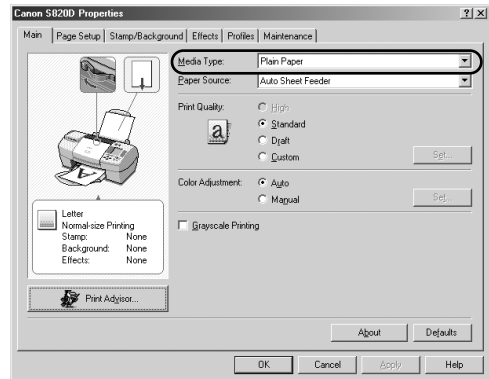 Canon S820D Properties
Main Page Setup Stamp/Background Effects Profiles Maintenance
Media Type: Plain Paper
Paper Source: Auto Sheet Feeder
Print Quality: High
Standard
Draft
Custom Set...
Color Adjustment: Auto
Manual Set...
Grayscale Printing
Letter
Normal-size Printing
Stamp: None
Background: None
Effects: None
Print Advisor...
About Defaults
OK Cancel Apply Help